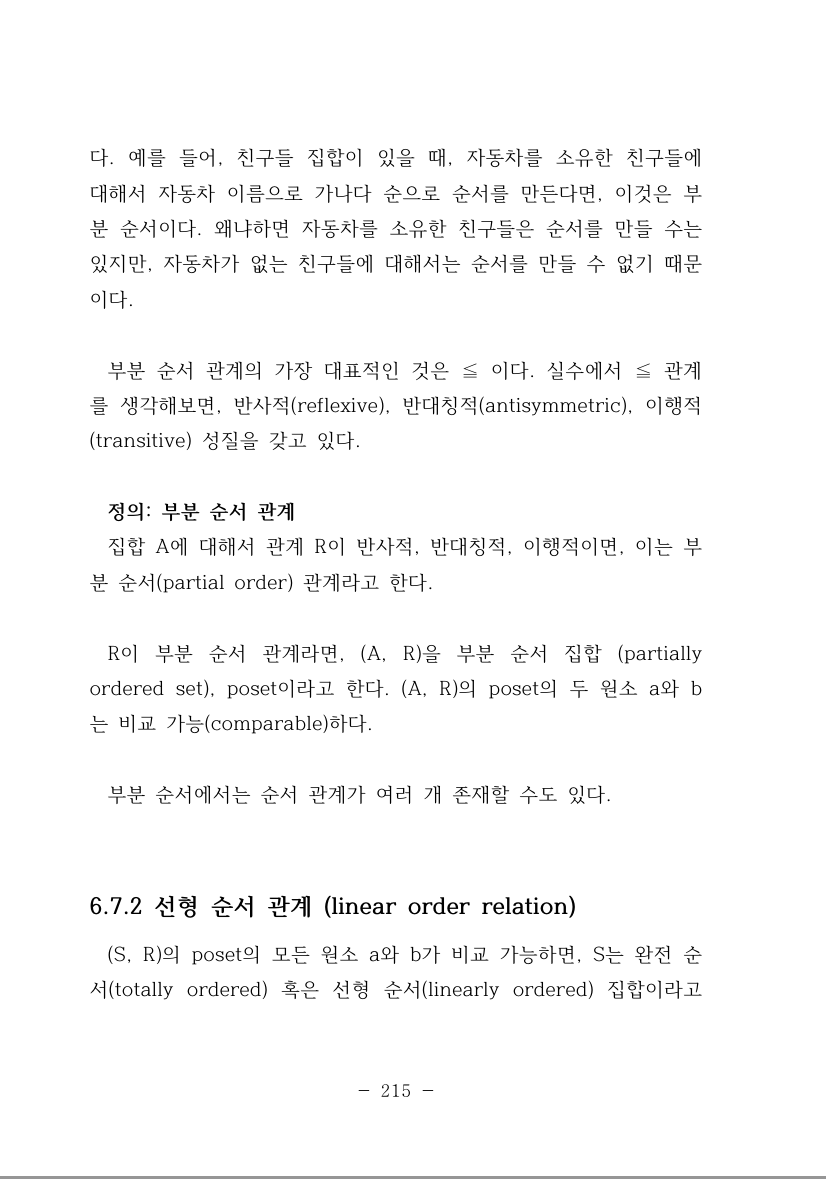 다. 예를 들어, 친구들 집합이 있을 때, 자동차를 소유한 친구들에
대해서 자동차 이름으로 가나다 순으로 순서를 만든다면, 이것은 부
분 순서이다. 왜냐하면 자동차를 소유한 친구들은 순서를 만들 수는
있지만, 자동차가 없는 친구들에 대해서는 순서를 만들 수 없기 때문
이다.
부분 순서 관계의 가장 대표적인 것은 ≦ 이다. 실수에서 ≦ 관계
를 생각해보면, 반사적(reflexive), 반대칭적(antisymmetric), 이행적
(transitive) 성질을 갖고 있다.
정의: 부분 순서 관계
집합 A에 대해서 관계 R이 반사적, 반대칭적, 이행적이면, 이는 부
분 순서(partial order) 관계라고 한다.
R이 부분 순서 관계라면, (A, R)을 부분 순서 집합 (partially
ordered set), poset이라고 한다. (A, R)의 poset의 두 원소 a와 b
는 비교 가능(comparable)하다.
부분 순서에서는 순서 관계가 여러 개 존재할 수도 있다.
6.7.2 선형 순서 관계 (linear order relation)
(S, R)의 poset의 모든 원소 a와 b가 비교 가능하면, S는 완전 순
서(totally ordered) 혹은 선형 순서(linearly ordered) 집합이라고
- 215 -